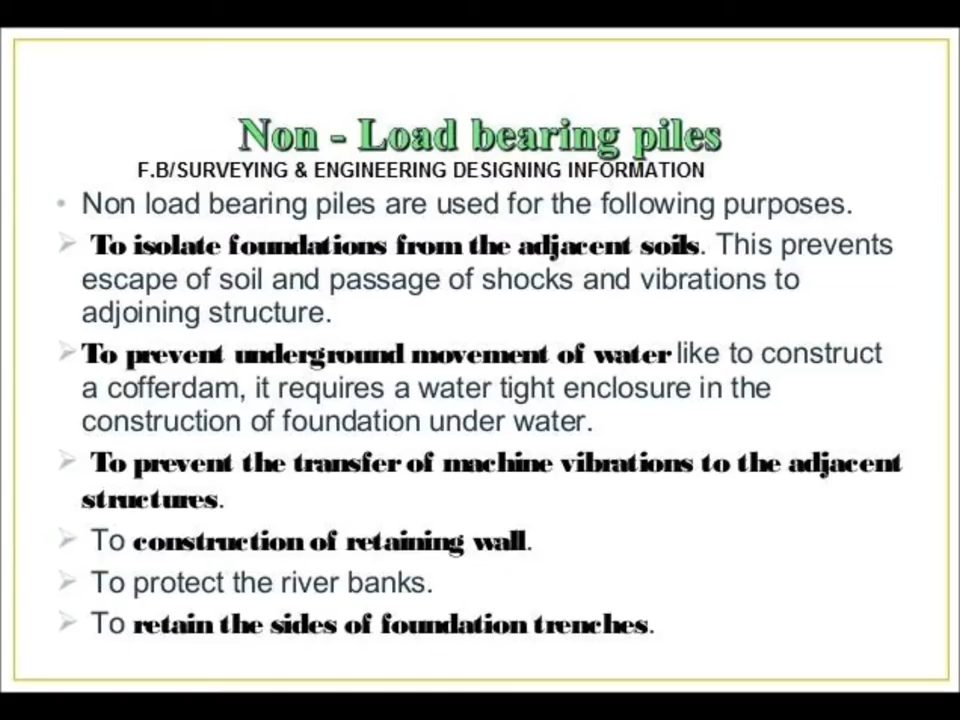 Non - Load bearing piles
F.B/SURVEYING & ENGINEERING DESIGNING INFORMATION
• Non load bearing piles are used for the following purposes.
➢ To isolate foundations from the adjacent soils. This prevents
escape of soil and passage of shocks and vibrations to
adjoining structure.
➢ To prevent underground movement of water like to construct
a cofferdam, it requires a water tight enclosure in the
construction of foundation under water.
➢ To prevent the transfer of machine vibrations to the adjacent
structures.
➢ To construction of retaining wall.
➢ To protect the river banks.
➢ To retain the sides of foundation trenches.